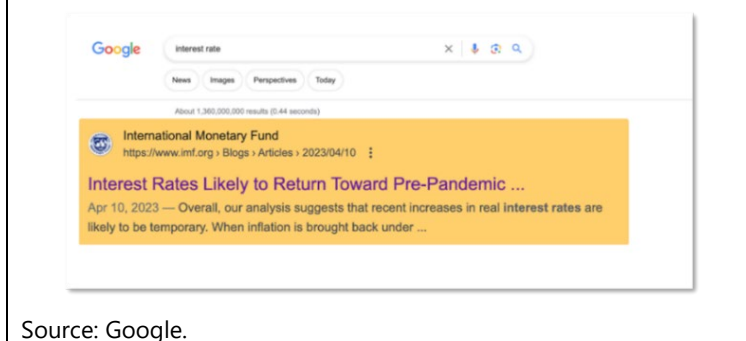 Google interest rate
News Images Perspectives Today
About 1,360,000,000 results (0.44 seconds)
International Monetary Fund
https://www.imf.org › Blogs › Articles › 2023/04/10
Interest Rates Likely to Return Toward Pre-Pandemic ...
Apr 10, 2023 — Overall, our analysis suggests that recent increases in real interest rates are
likely to be temporary. When inflation is brought back under ...
Source: Google.